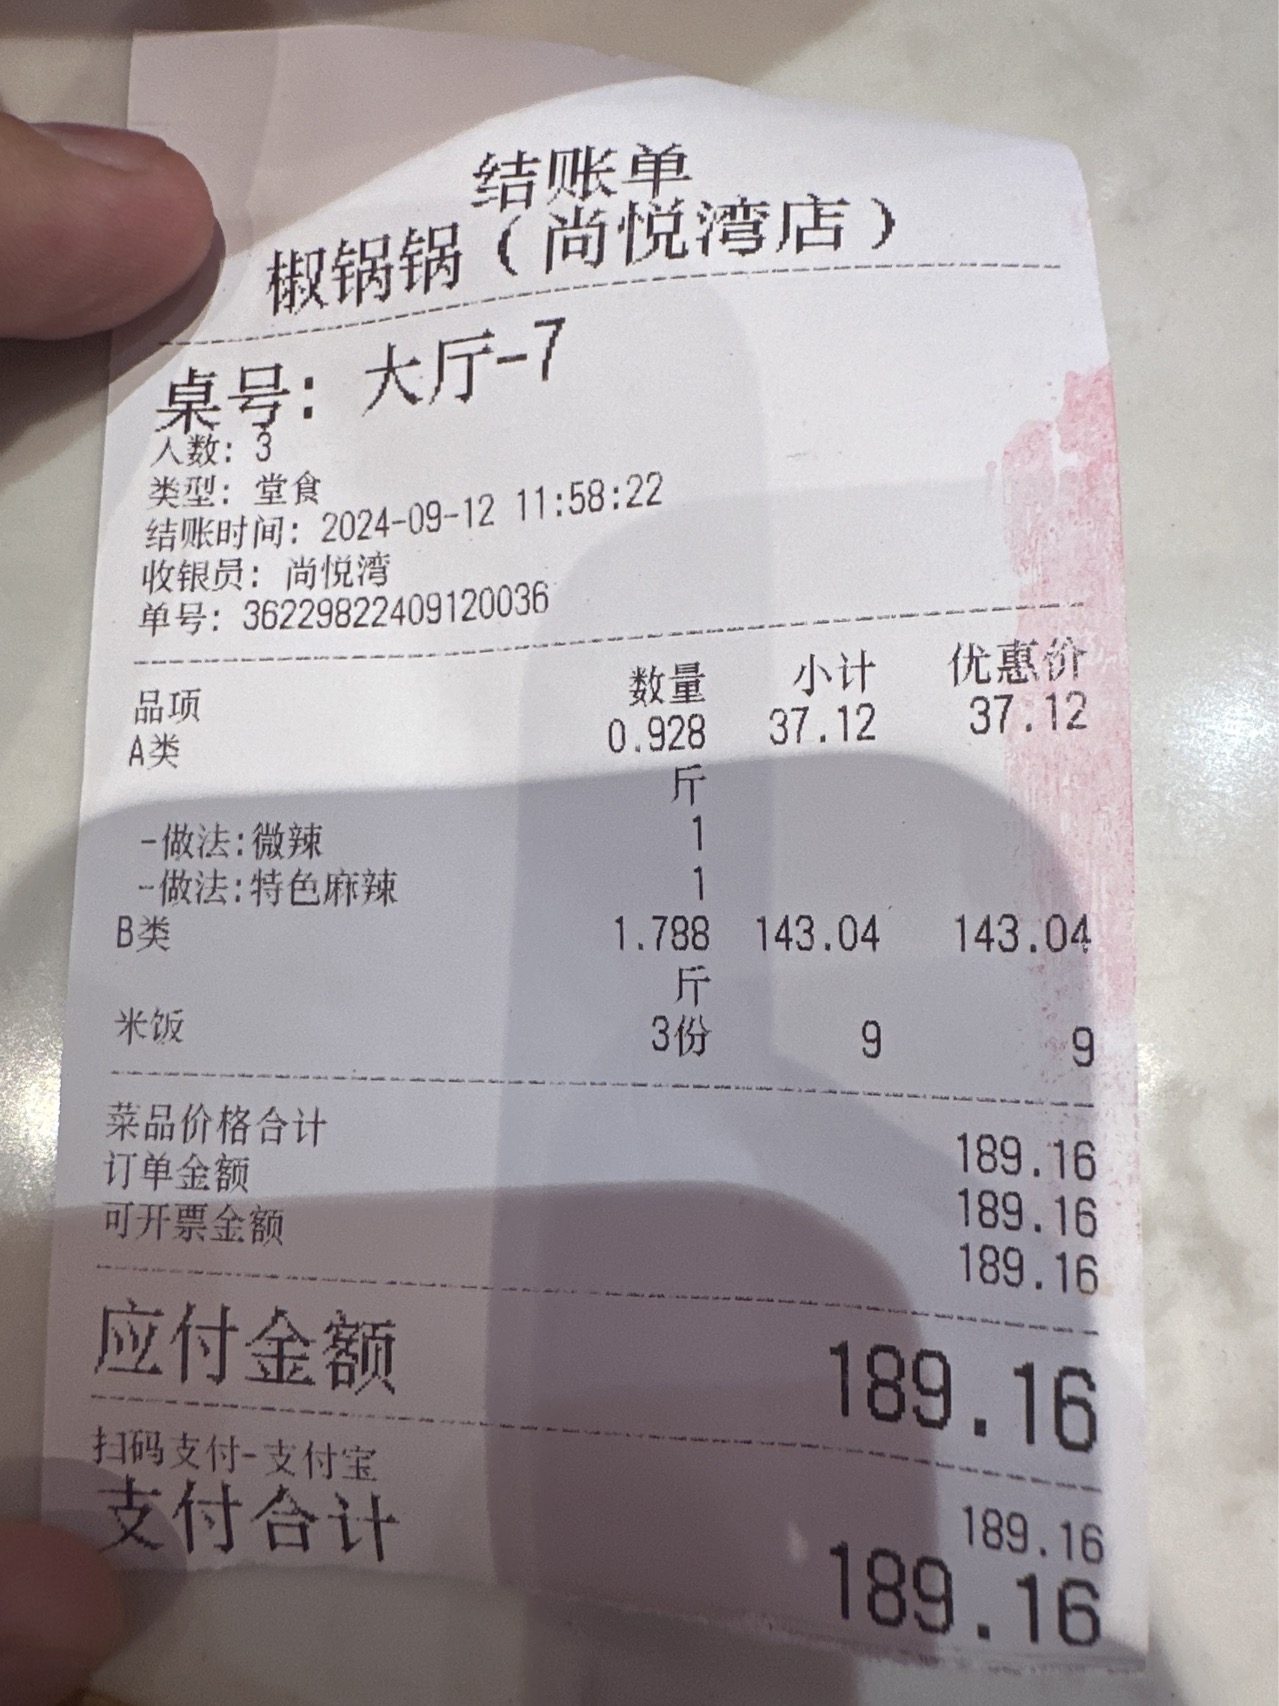 结账单
椒锅锅（尚悦湾店）
桌号：大厅-7
人数：3
类型：堂食
结账时间：2024-09-12 11:58:22
收银员：尚悦湾
单号：36229822409120036
品项 数量 小计 优惠价
A类 0.928 37.12 37.12
斤
-做法:微辣 1
-做法:特色麻辣 1
B类 1.788 143.04 143.04
斤
米饭 3份 9 9
菜品价格合计 189.16
订单金额 189.16
可开票金额 189.16
应付金额 189.16
扫码支付-支付宝 189.16
支付合计 189.16